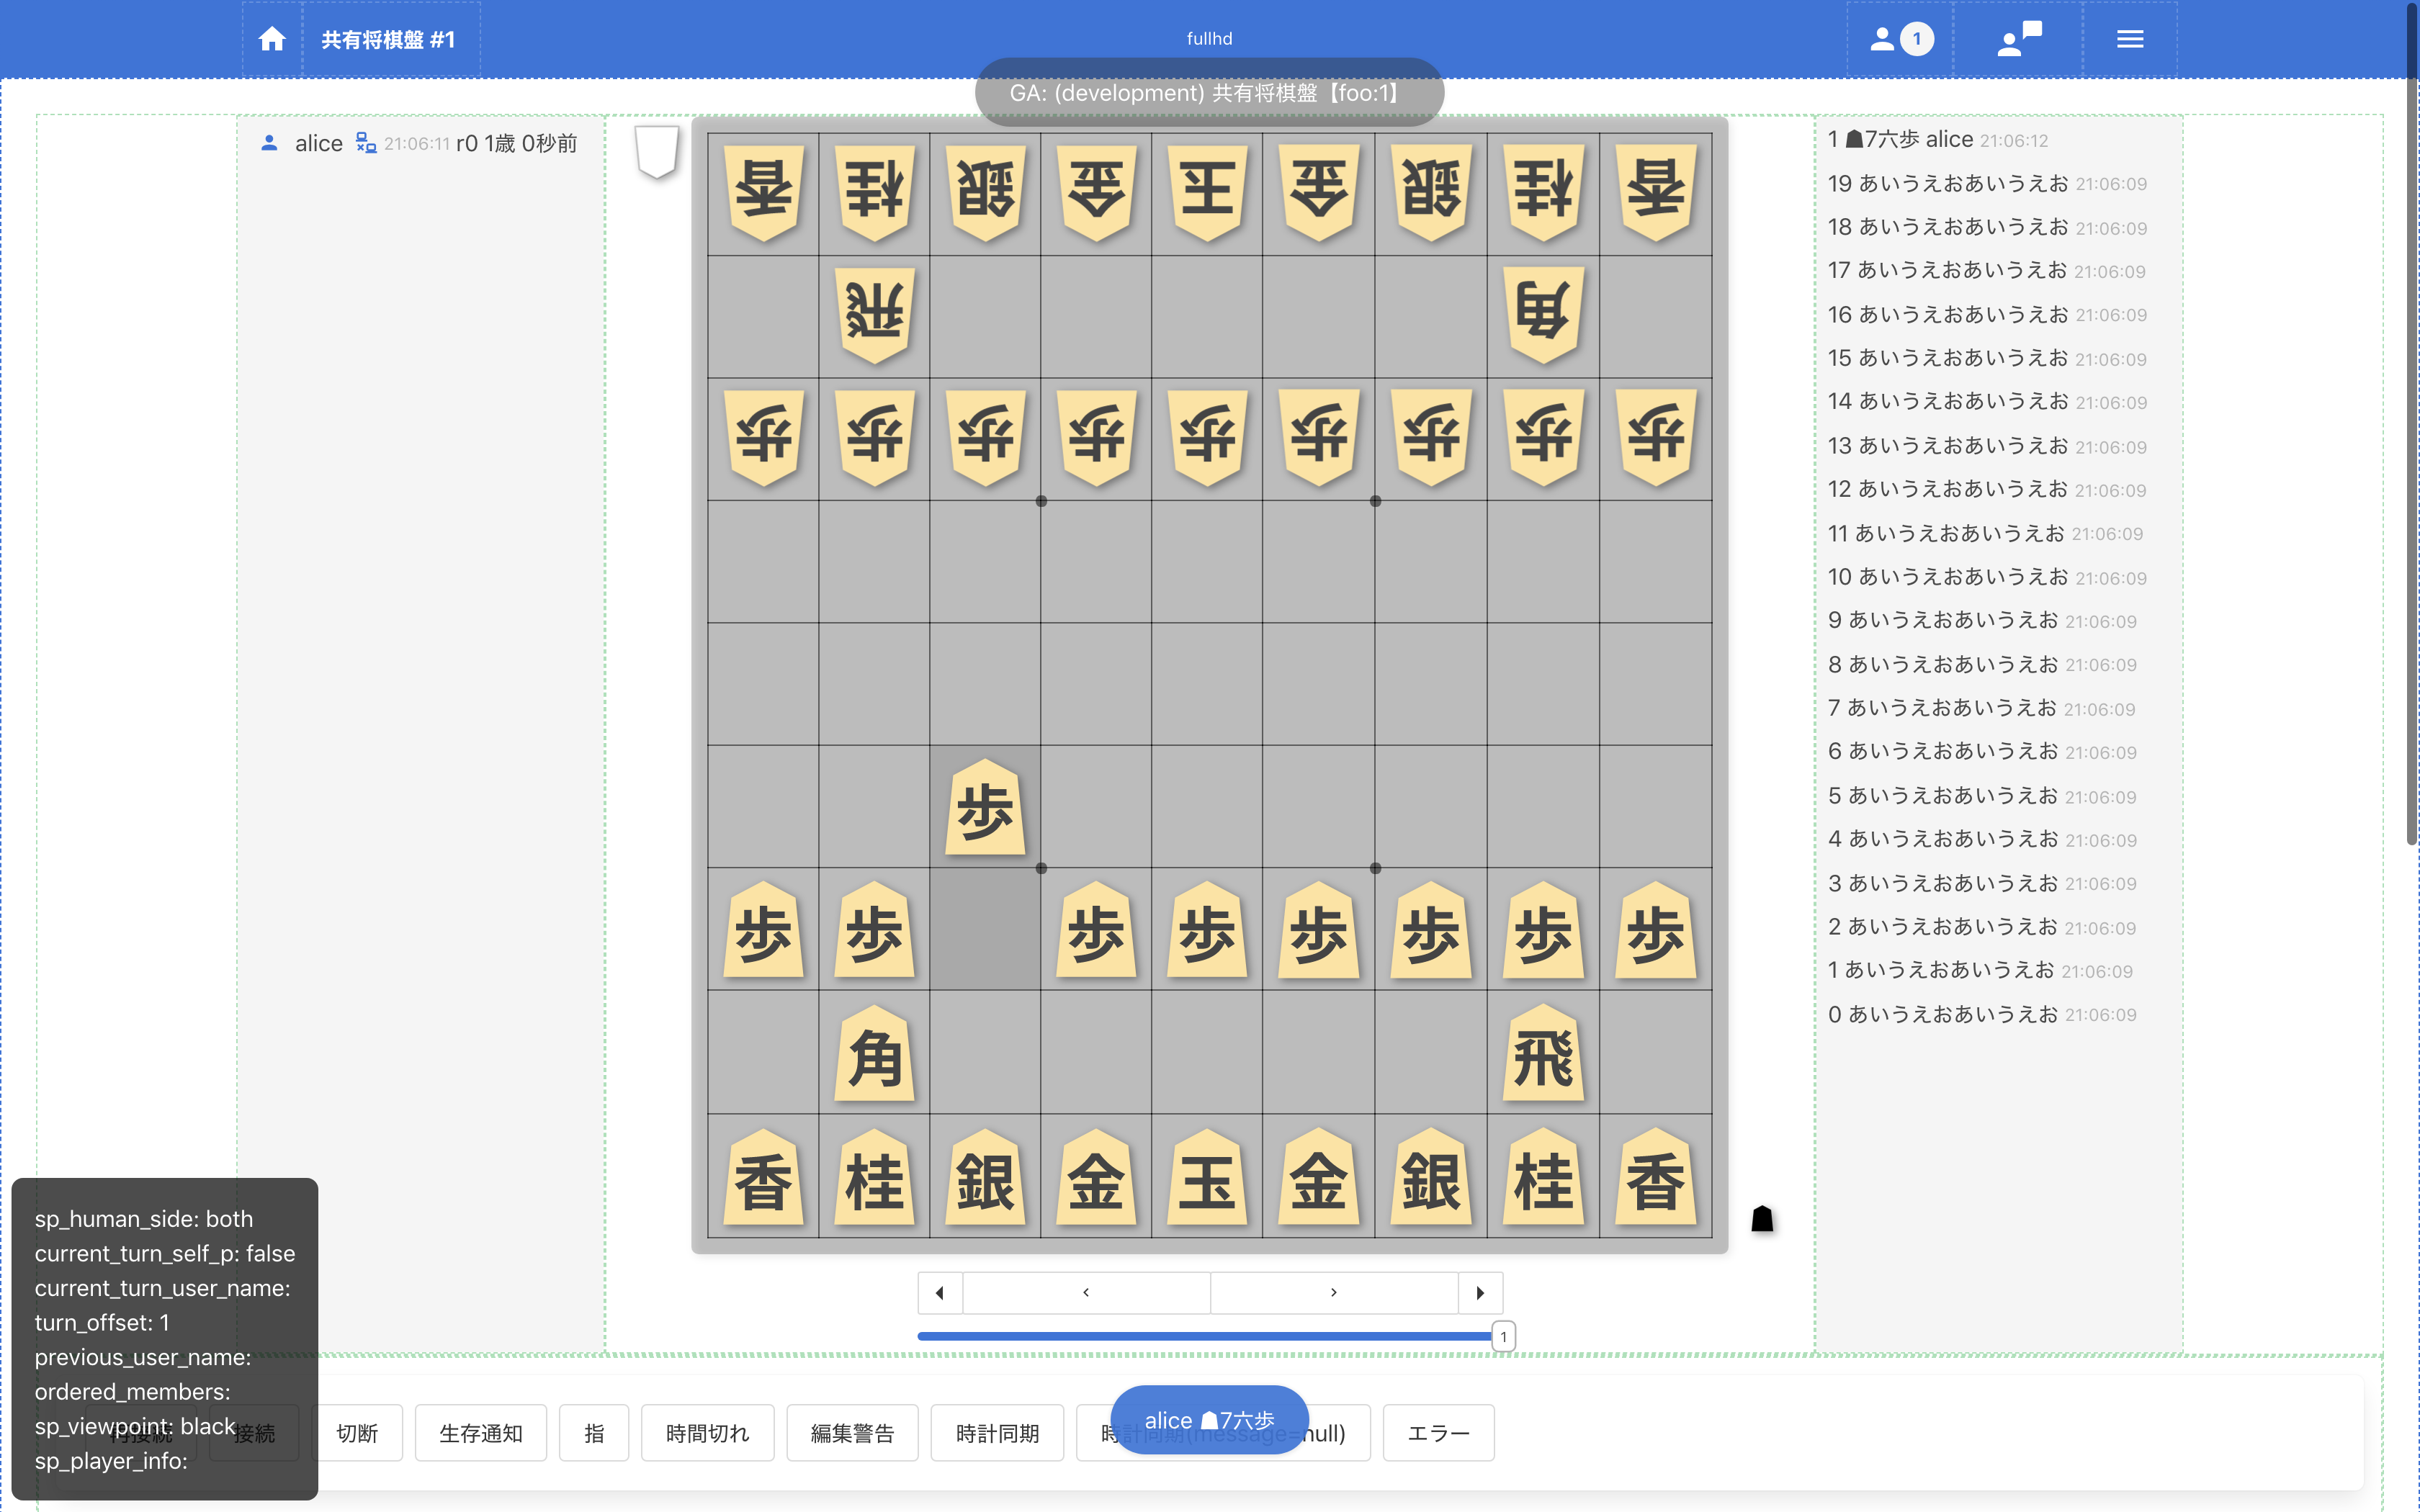 共有将棋盤 #1
fullhd
1
GA: (development) 共有将棋盤【foo:1】
alice 21:06:11 r0 1歳 0秒前
香 桂 銀 金 玉 金 銀 桂 香
飛 角
歩 歩 歩 歩 歩 歩 歩 歩 歩
歩
歩 歩 歩 歩 歩 歩 歩 歩
角 飛
香 桂 銀 金 玉 金 銀 桂 香
1
1 ☗7六歩 alice 21:06:12
19 あいうえおあいうえお 21:06:09
18 あいうえおあいうえお 21:06:09
17 あいうえおあいうえお 21:06:09
16 あいうえおあいうえお 21:06:09
15 あいうえおあいうえお 21:06:09
14 あいうえおあいうえお 21:06:09
13 あいうえおあいうえお 21:06:09
12 あいうえおあいうえお 21:06:09
11 あいうえおあいうえお 21:06:09
10 あいうえおあいうえお 21:06:09
9 あいうえおあいうえお 21:06:09
8 あいうえおあいうえお 21:06:09
7 あいうえおあいうえお 21:06:09
6 あいうえおあいうえお 21:06:09
5 あいうえおあいうえお 21:06:09
4 あいうえおあいうえお 21:06:09
3 あいうえおあいうえお 21:06:09
2 あいうえおあいうえお 21:06:09
1 あいうえおあいうえお 21:06:09
0 あいうえおあいうえお 21:06:09
sp_human_side: both
current_turn_self_p: false
current_turn_user_name:
turn_offset: 1
previous_user_name:
ordered_members:
sp_viewpoint: black
sp_player_info:
接続 切断 生存通知 指 時間切れ 編集警告 時計同期 時計同期(message=null) エラー
alice ☗7六歩